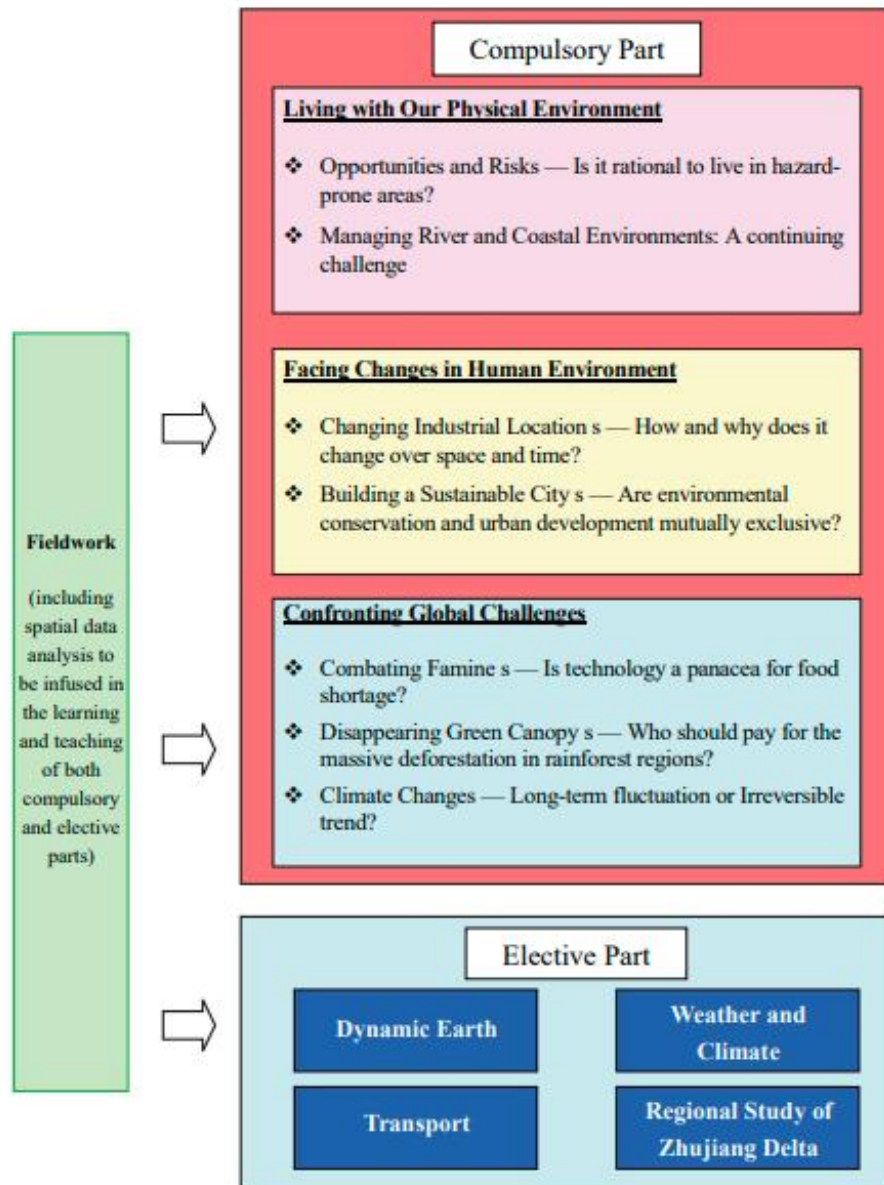 Compulsory Part
Living with Our Physical Environment
❖ Opportunities and Risks — Is it rational to live in hazard-
prone areas?
❖ Managing River and Coastal Environments: A continuing
challenge
Facing Changes in Human Environment
❖ Changing Industrial Location s — How and why does it
change over space and time?
❖ Building a Sustainable City s — Are environmental
conservation and urban development mutually exclusive?
Confronting Global Challenges
❖ Combating Famine s — Is technology a panacea for food
shortage?
❖ Disappearing Green Canopy s — Who should pay for the
massive deforestation in rainforest regions?
❖ Climate Changes — Long-term fluctuation or Irreversible
trend?
Fieldwork
(including
spatial data
analysis to
be infused in
the learning
and teaching
of both
compulsory
and elective
parts)
Elective Part
Dynamic Earth
Weather and
Climate
Transport
Regional Study of
Zhujiang Delta